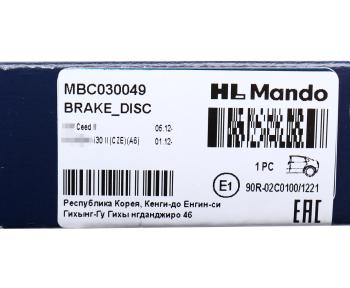 MBC030049
BRAKE_DISC
HL Mando
Ceed II 05.12-
i30 II (C2E)(A6) 01.12-
1 PC
E1 90R-02C0100/1221
Республика Корея, Кенги-до Енгин-си
Гихынг-Гу Гихы нгданджиро 46
EAC